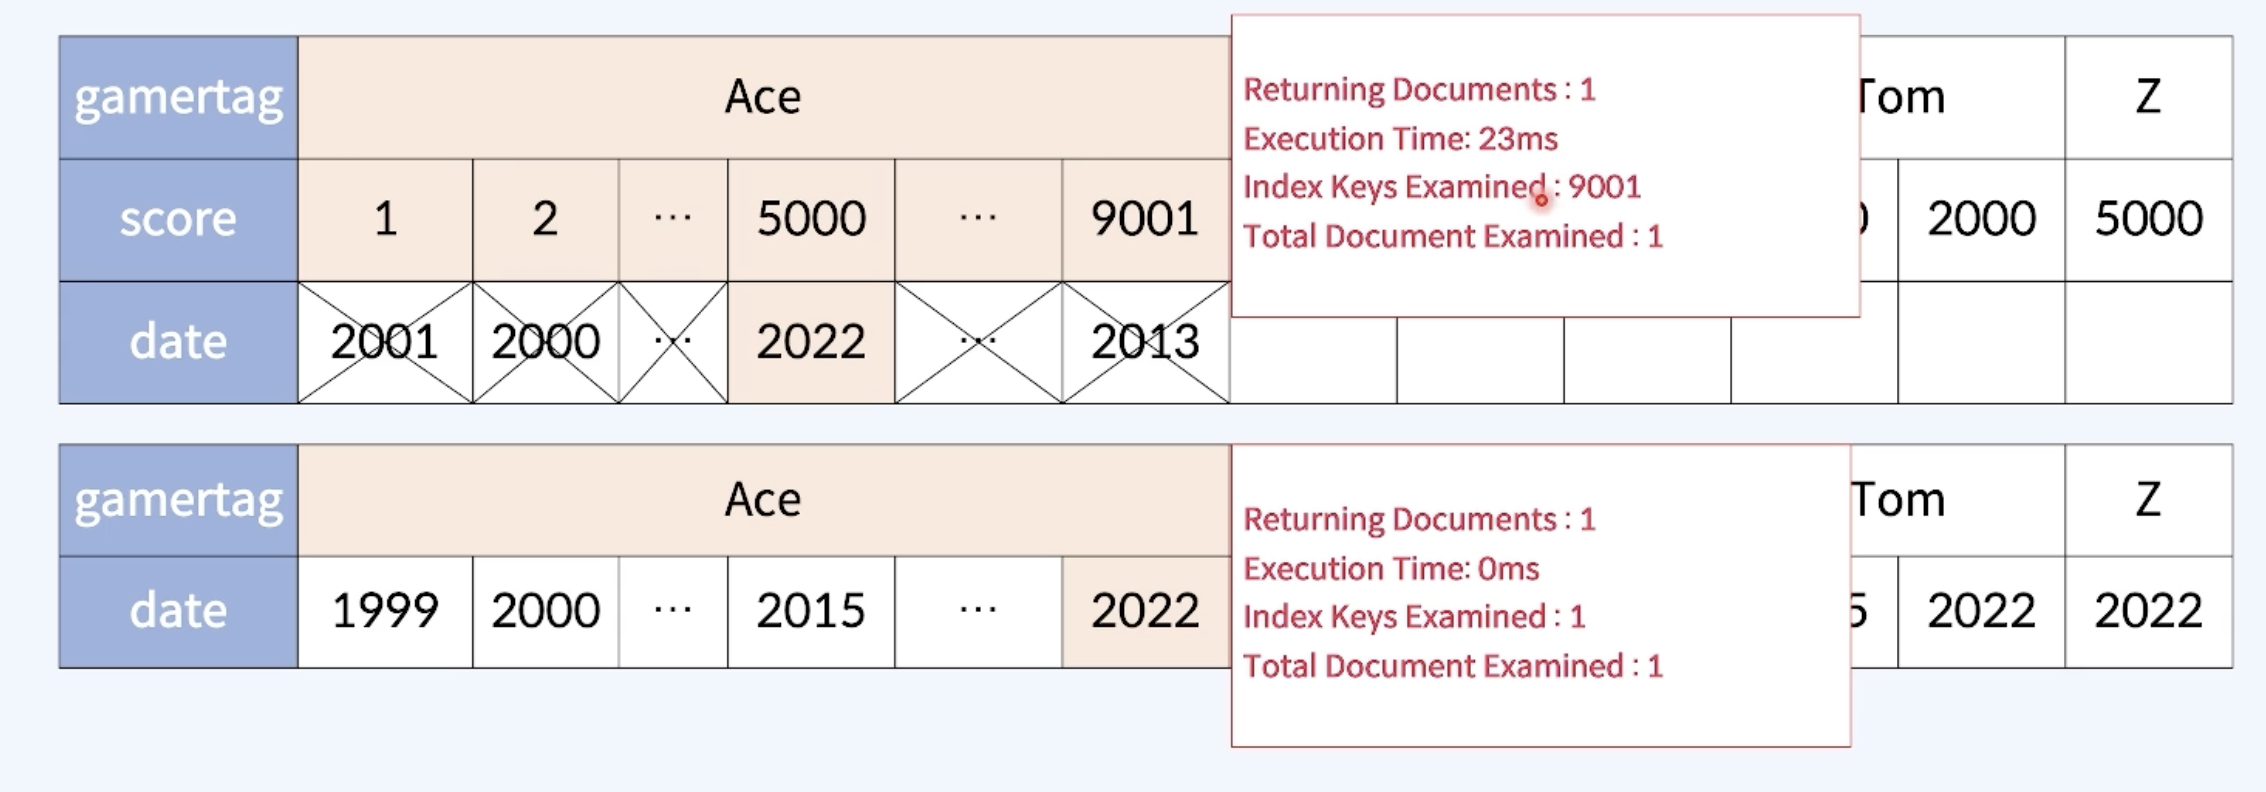 gamertag Ace Tom Z
Returning Documents : 1
Execution Time: 23ms
Index Keys Examined : 9001
Total Document Examined : 1
score 1 2 ... 5000 ... 9001 2000 5000
date 2001 2000 ... 2022 ... 2013
gamertag Ace Tom Z
Returning Documents : 1
Execution Time: 0ms
Index Keys Examined : 1
Total Document Examined : 1
date 1999 2000 ... 2015 ... 2022 5 2022 2022